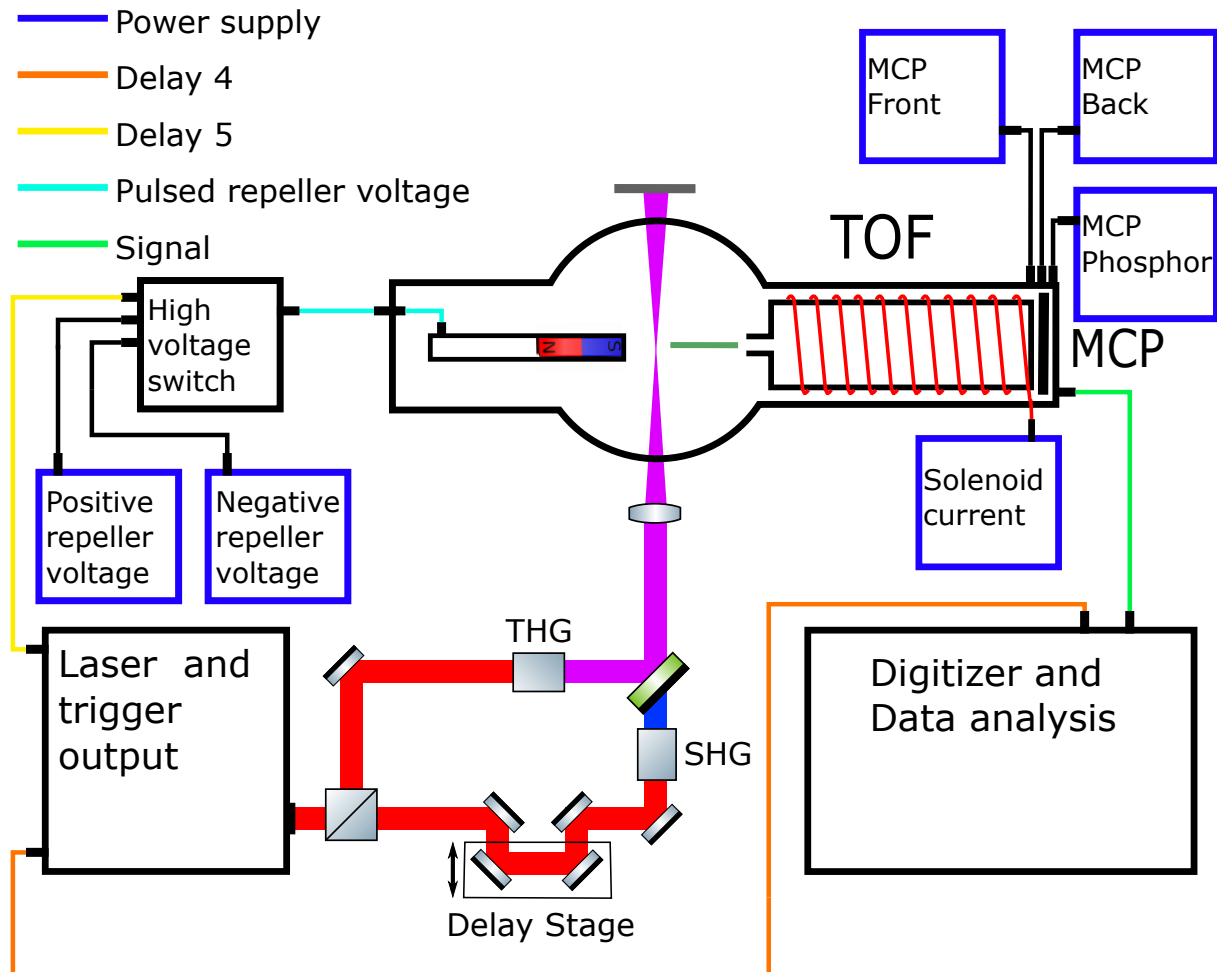 Power supply
Delay 4
Delay 5
Pulsed repeller voltage
Signal
MCP
Front
MCP
Back
MCP
Phosphor
TOF
MCP
High
voltage
switch
N
S
Positive
repeller
voltage
Negative
repeller
voltage
Solenoid
current
Laser and
trigger
output
THG
SHG
Delay Stage
Digitizer and
Data analysis